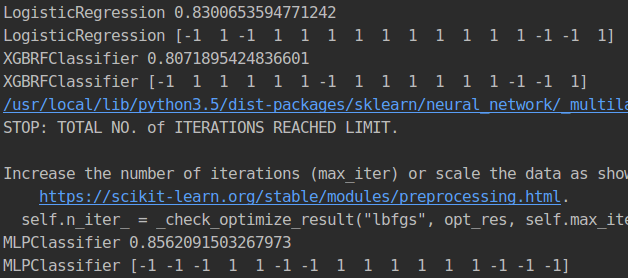 LogisticRegression 0.8300653594771242
LogisticRegression [-1  1 -1  1  1  1  1  1  1  1  1  1  1 -1 -1  1]
XGBRFClassifier 0.8071895424836601
XGBRFClassifier [-1  1  1  1  1  1 -1  1  1  1  1  1  1 -1 -1  1]
/usr/local/lib/python3.5/dist-packages/sklearn/neural_network/_multila
STOP: TOTAL NO. of ITERATIONS REACHED LIMIT.
Increase the number of iterations (max_iter) or scale the data as show
https://scikit-learn.org/stable/modules/preprocessing.html.
self.n_iter_ = _check_optimize_result("lbfgs", opt_res, self.max_ite
MLPClassifier 0.8562091503267973
MLPClassifier [-1 -1 -1  1  1 -1 -1  1  1  1  1  1  1 -1 -1 -1]